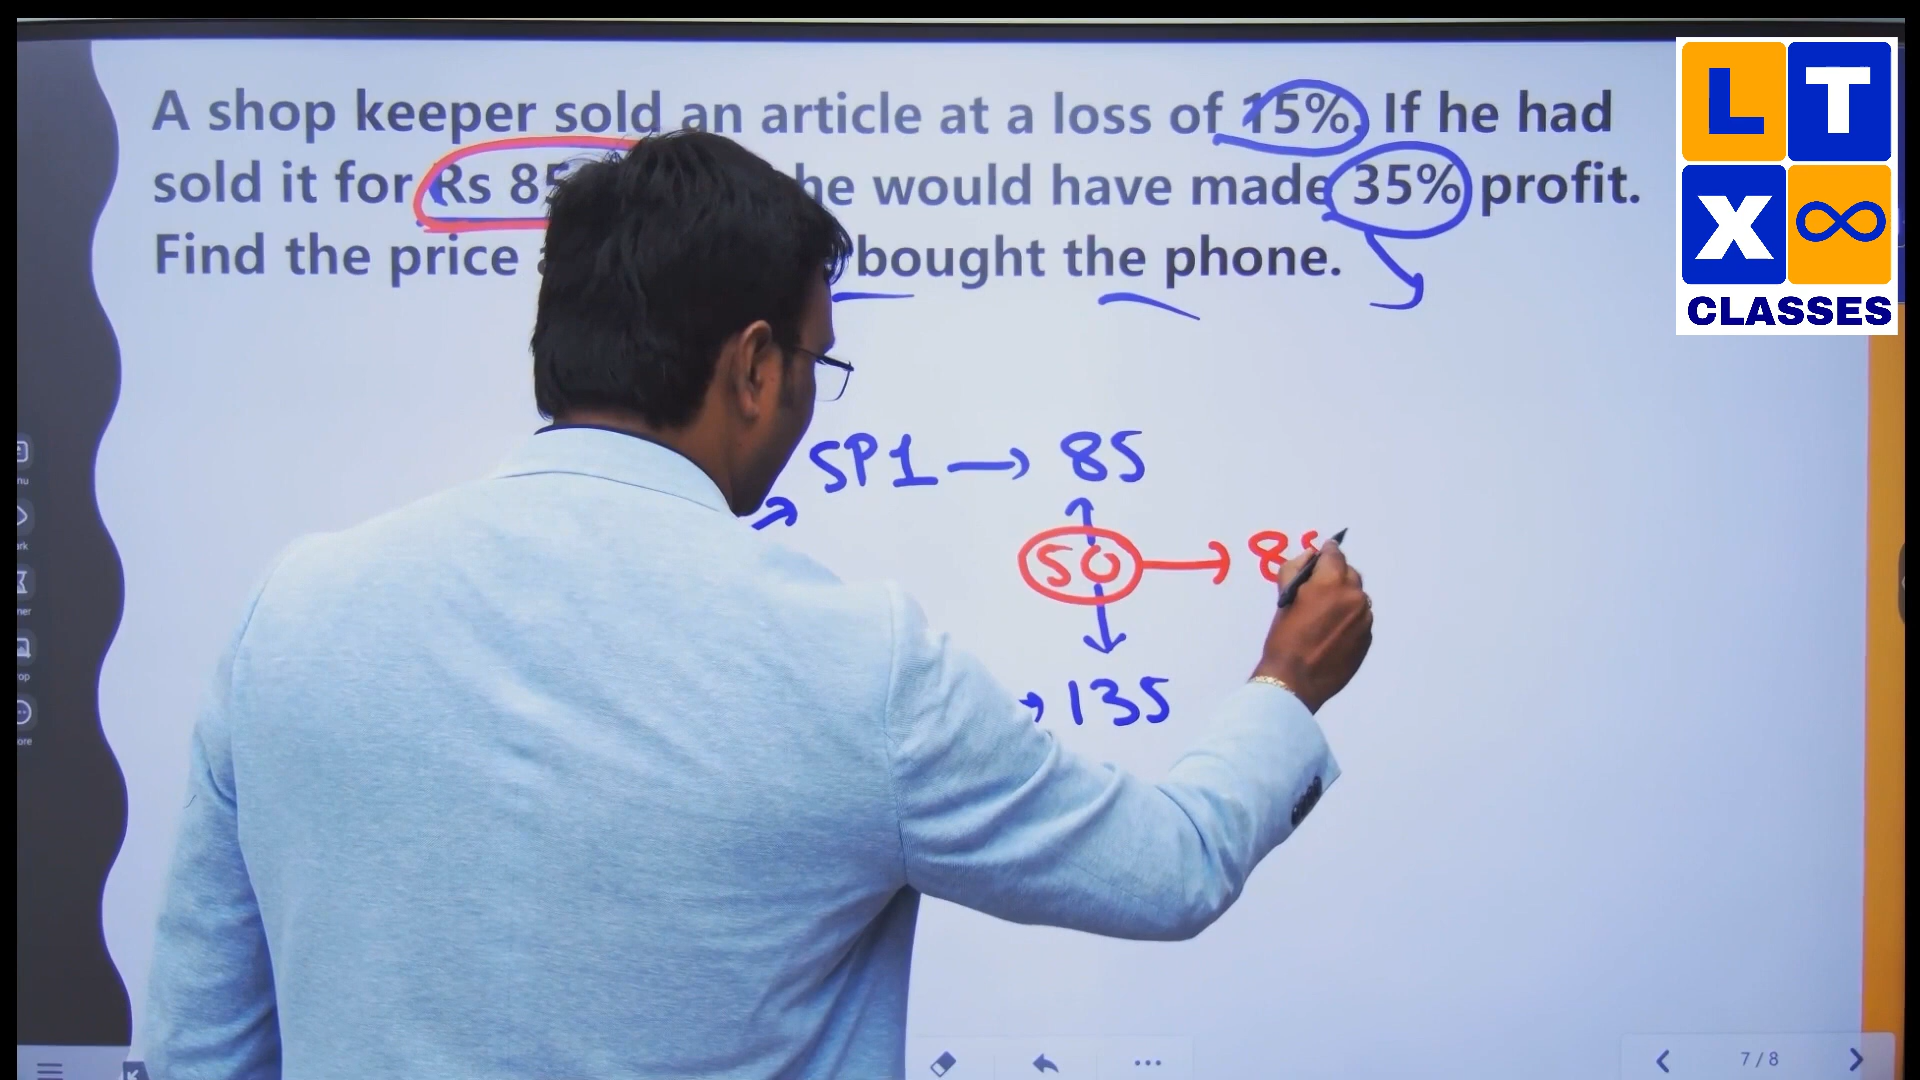 A shop keeper sold an article at a loss of 15%. If he had
sold it for Rs 85 he would have made 35% profit.
Find the price bought the phone.
L T
X ∞
CLASSES
SP1 → 85
50 → 8
→ 135
7 / 8